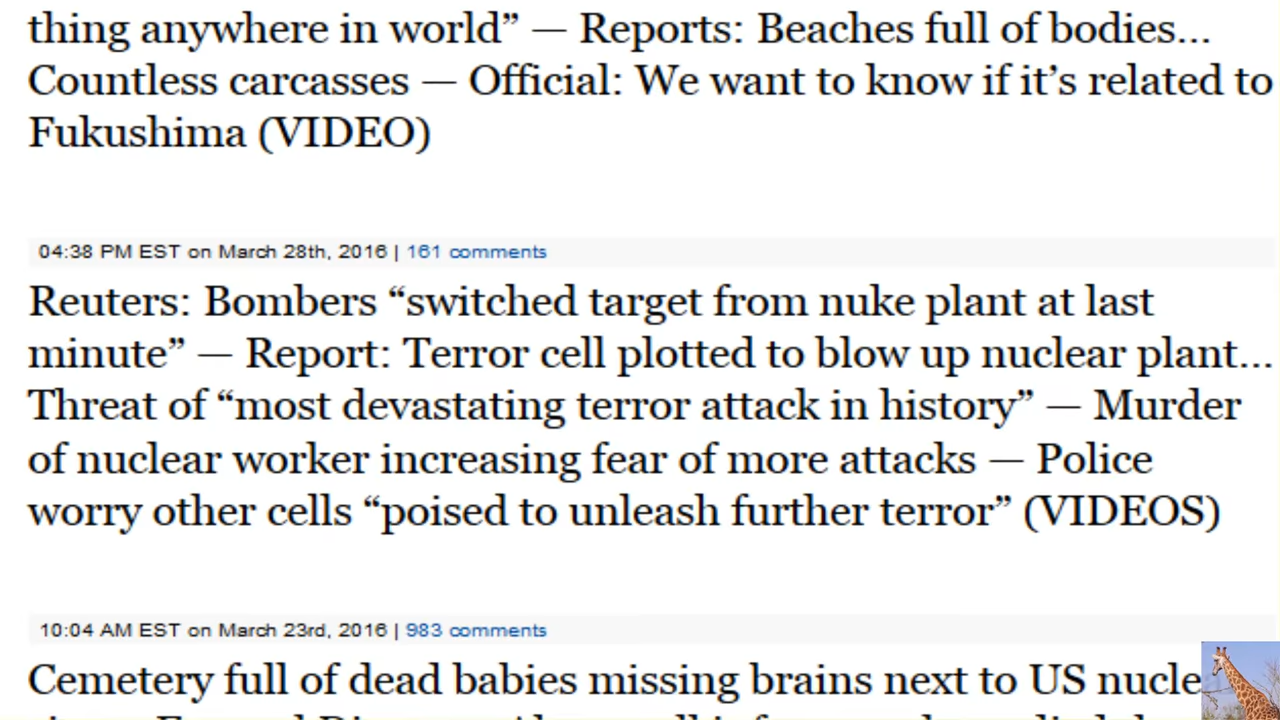 thing anywhere in world” — Reports: Beaches full of bodies…
Countless carcasses — Official: We want to know if it’s related to
Fukushima (VIDEO)
04:38 PM EST on March 28th, 2016 | 161 comments
Reuters: Bombers “switched target from nuke plant at last
minute” — Report: Terror cell plotted to blow up nuclear plant…
Threat of “most devastating terror attack in history” — Murder
of nuclear worker increasing fear of more attacks — Police
worry other cells “poised to unleash further terror” (VIDEOS)
10:04 AM EST on March 23rd, 2016 | 983 comments
Cemetery full of dead babies missing brains next to US nucle